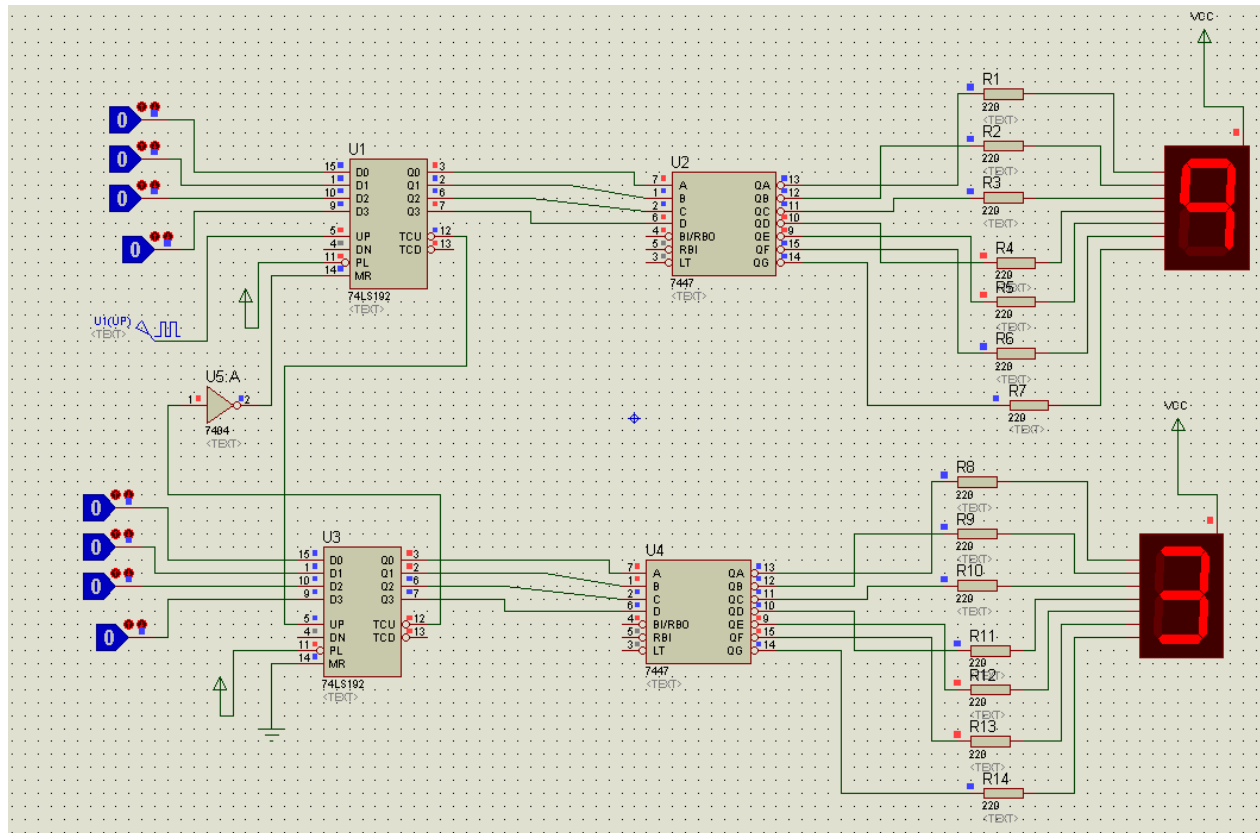 VCC
R1
220
<TEXT>
R2
220
<TEXT>
R3
220
<TEXT>
R4
220
<TEXT>
R5
220
<TEXT>
R6
220
<TEXT>
R7
220
<TEXT>
0
0
0
0
U1
15 D0 Q0 3
1 D1 Q1 2
10 D2 Q2 6
9 D3 Q3 7
5 UP TCU 12
4 DN TCD 13
11 PL
14 MR
74LS192
<TEXT>
U2
7 A QA 13
1 B QB 12
2 C QC 11
6 D QD 10
4 BI/RBO QE 9
5 RBI QF 15
3 LT QG 14
7447
<TEXT>
9
U1(UP)
<TEXT>
U5:A
1 2
7404
<TEXT>
VCC
0
0
0
0
U3
15 D0 Q0 3
1 D1 Q1 2
10 D2 Q2 6
9 D3 Q3 7
5 UP TCU 12
4 DN TCD 13
11 PL
14 MR
74LS192
<TEXT>
U4
7 A QA 13
1 B QB 12
2 C QC 11
6 D QD 10
4 BI/RBO QE 9
5 RBI QF 15
3 LT QG 14
7447
<TEXT>
R8
220
<TEXT>
R9
220
<TEXT>
R10
220
<TEXT>
R11
220
<TEXT>
R12
220
<TEXT>
R13
220
<TEXT>
R14
220
<TEXT>
3